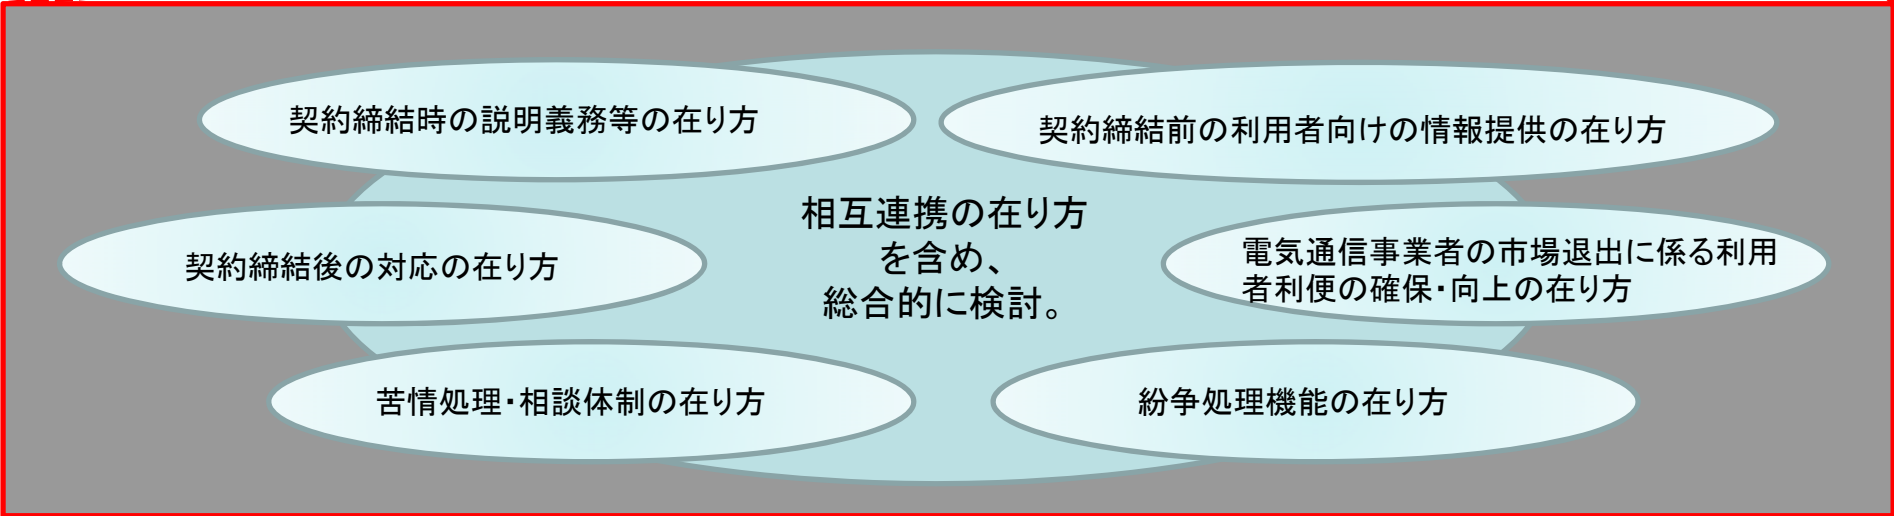 契約締結時の説明義務等の在り方
契約締結前の利用者向けの情報提供の在り方
相互連携の在り方
を含め、
総合的に検討。
契約締結後の対応の在り方
電気通信事業者の市場退出に係る利用
者利便の確保・向上の在り方
苦情処理・相談体制の在り方
紛争処理機能の在り方